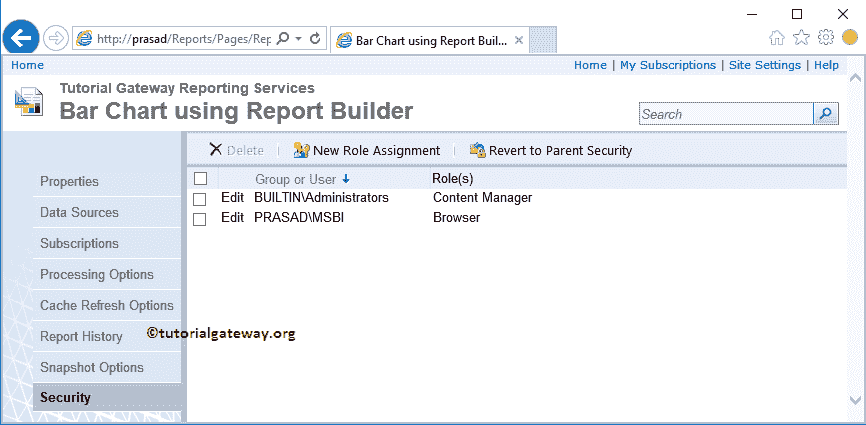 http://prasad/Reports/Pages/Rep
Bar Chart using Report Buil...
Home
Home | My Subscriptions | Site Settings | Help
Tutorial Gateway Reporting Services
Bar Chart using Report Builder
Search
Delete | New Role Assignment | Revert to Parent Security
Group or User Role(s)
Edit BUILTIN\Administrators Content Manager
Edit PRASAD\MSBI Browser
Properties
Data Sources
Subscriptions
Processing Options
Cache Refresh Options
Report History
©tutorialgateway.org
Snapshot Options
Security